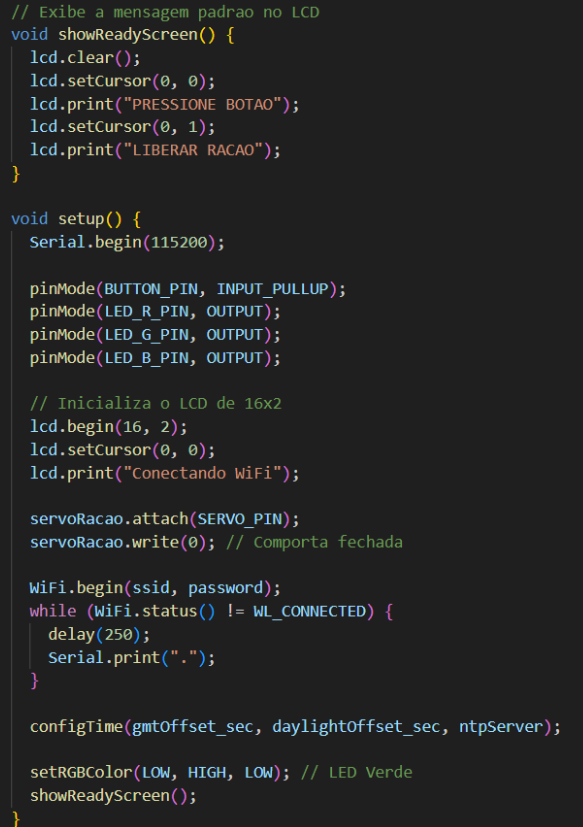 // Exibe a mensagem padrao no LCD
void showReadyScreen() {
  lcd.clear();
  lcd.setCursor(0, 0);
  lcd.print("PRESSIONE BOTAO");
  lcd.setCursor(0, 1);
  lcd.print("LIBERAR RACAO");
}

void setup() {
  Serial.begin(115200);

  pinMode(BUTTON_PIN, INPUT_PULLUP);
  pinMode(LED_R_PIN, OUTPUT);
  pinMode(LED_G_PIN, OUTPUT);
  pinMode(LED_B_PIN, OUTPUT);

  // Inicializa o LCD de 16x2
  lcd.begin(16, 2);
  lcd.setCursor(0, 0);
  lcd.print("Conectando WiFi");

  servoRacao.attach(SERVO_PIN);
  servoRacao.write(0); // Comporta fechada

  WiFi.begin(ssid, password);
  while (WiFi.status() != WL_CONNECTED) {
    delay(250);
    Serial.print(".");
  }

  configTime(gmtOffset_sec, daylightOffset_sec, ntpServer);

  setRGBColor(LOW, HIGH, LOW); // LED Verde
  showReadyScreen();
}